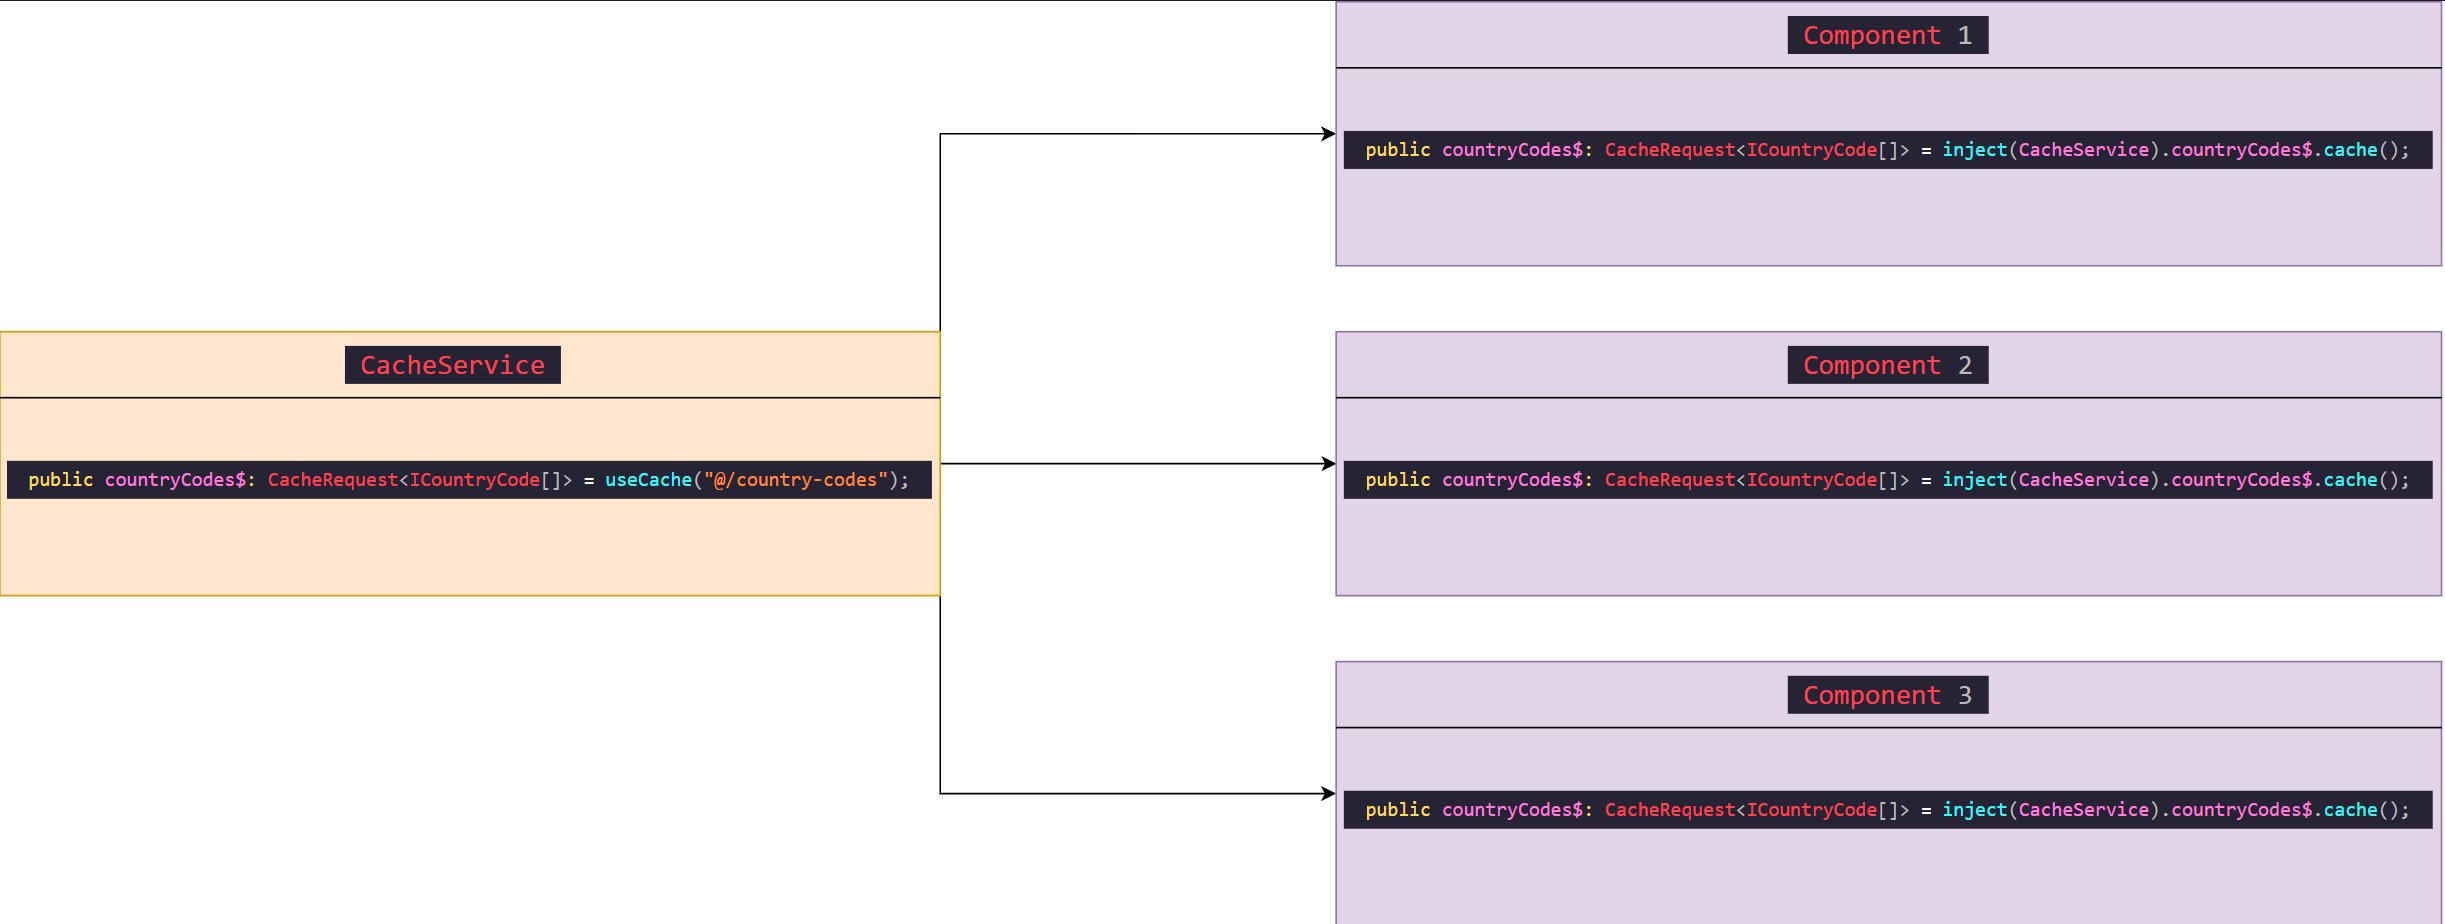 Component 1
public countryCodes$: CacheRequest<ICountryCode[]> = inject(CacheService).countryCodes$.cache();
CacheService
public countryCodes$: CacheRequest<ICountryCode[]> = useCache("@/country-codes");
Component 2
public countryCodes$: CacheRequest<ICountryCode[]> = inject(CacheService).countryCodes$.cache();
Component 3
public countryCodes$: CacheRequest<ICountryCode[]> = inject(CacheService).countryCodes$.cache();